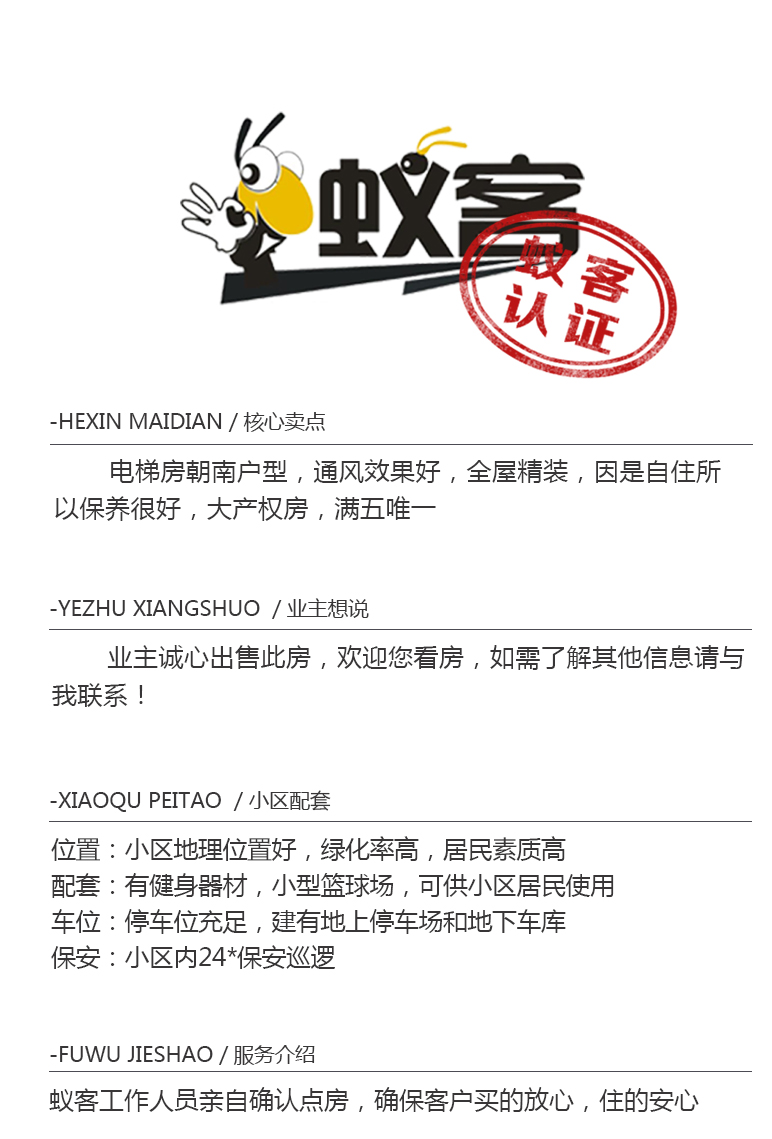 蚁客
蚁客
认证
-HEXIN MAIDIAN / 核心卖点
电梯房朝南户型，通风效果好，全屋精装，因是自住所
以保养很好，大产权房，满五唯一
-YEZHU XIANGSHUO / 业主想说
业主诚心出售此房，欢迎您看房，如需了解其他信息请与
我联系！
-XIAOQU PEITAO / 小区配套
位置：小区地理位置好，绿化率高，居民素质高
配套：有健身器材，小型篮球场，可供小区居民使用
车位：停车位充足，建有地上停车场和地下车库
保安：小区内24*保安巡逻
-FUWU JIESHAO / 服务介绍
蚁客工作人员亲自确认点房，确保客户买的放心，住的安心